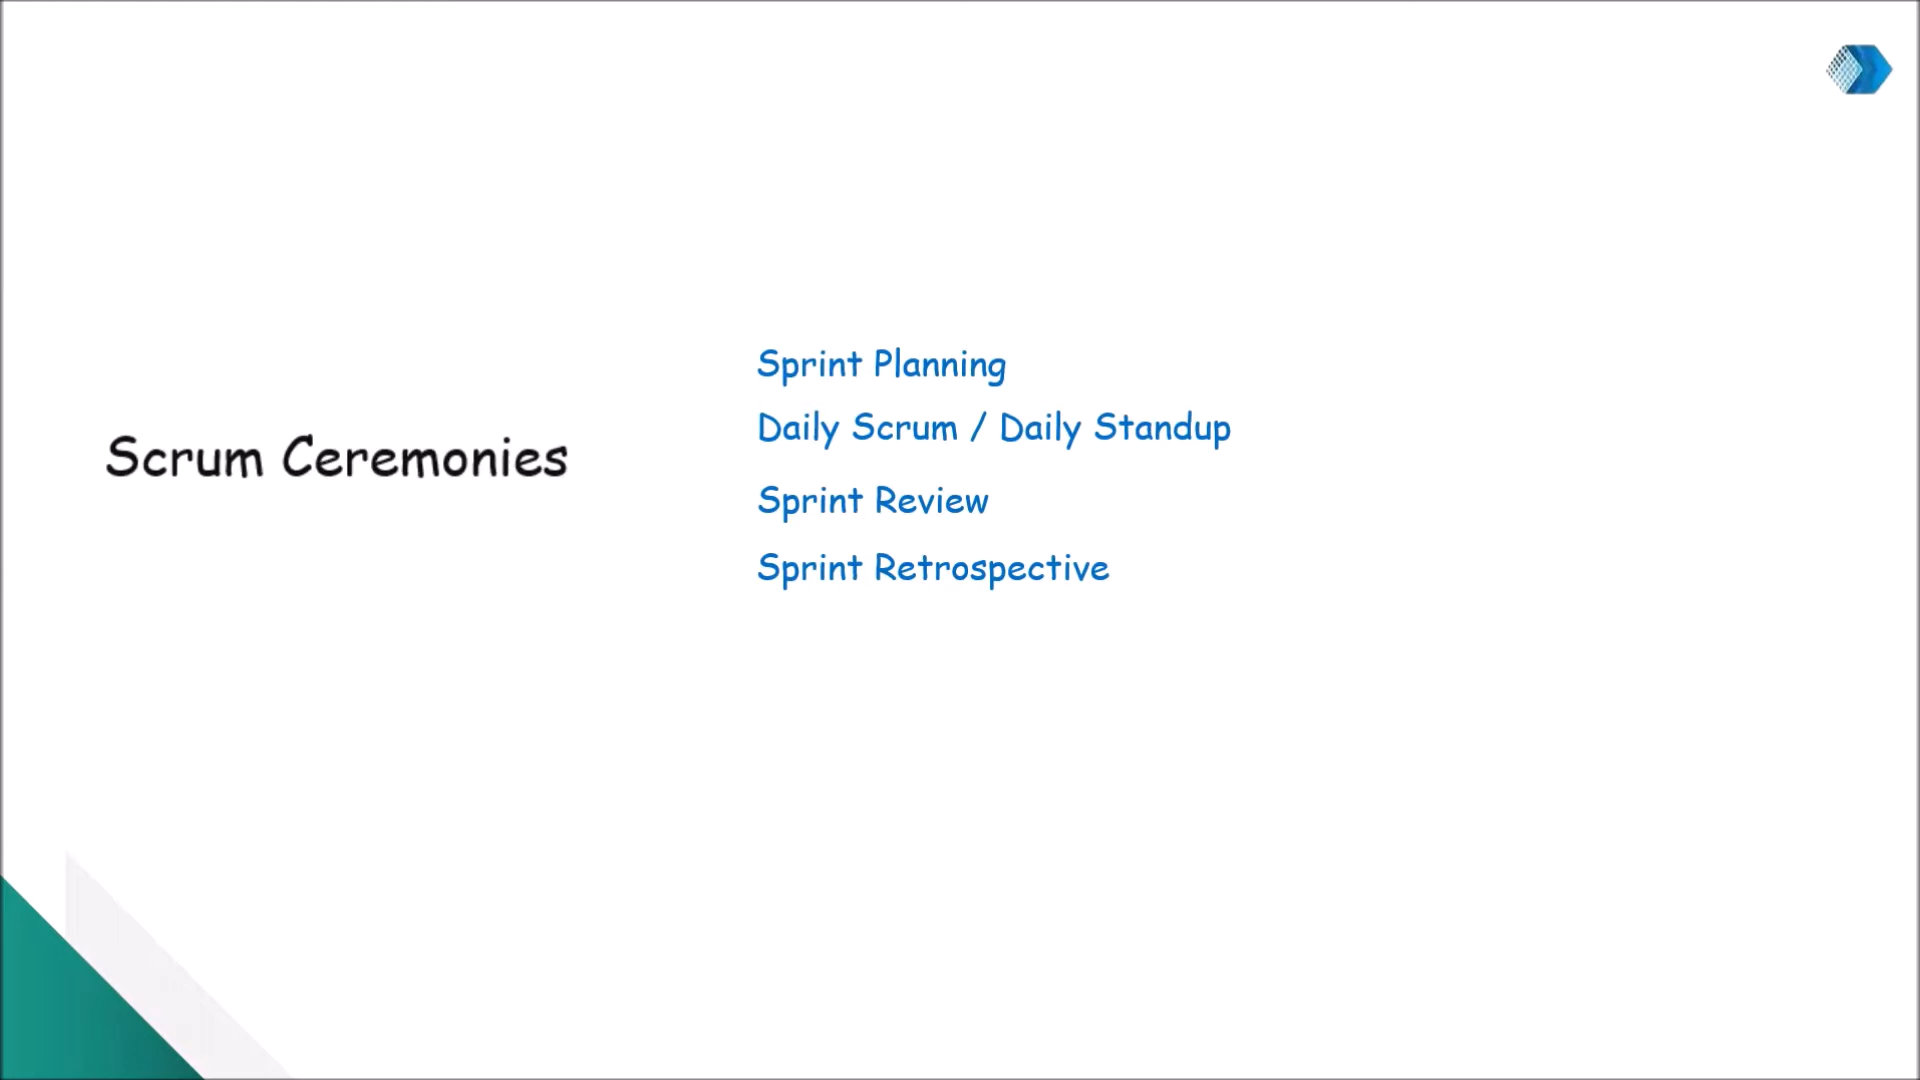 Scrum Ceremonies
Sprint Planning
Daily Scrum / Daily Standup
Sprint Review
Sprint Retrospective